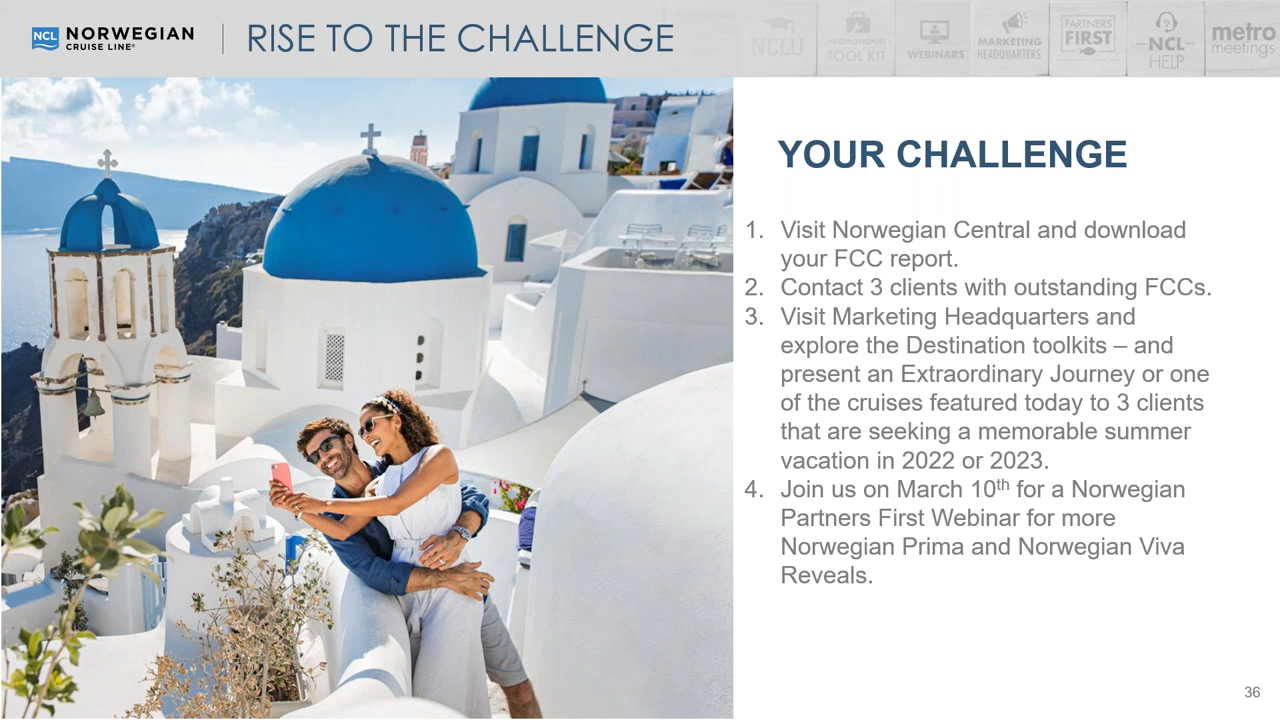 NCL NORWEGIAN
CRUISE LINE®
RISE TO THE CHALLENGE
NCLU
PROMOTIONAL
TOOL KIT
WEBINARS
MARKETING
HEADQUARTERS
PARTNERS
FIRST
NCL
HELP
metro
meetings
YOUR CHALLENGE
1. Visit Norwegian Central and download
your FCC report.
2. Contact 3 clients with outstanding FCCs.
3. Visit Marketing Headquarters and
explore the Destination toolkits – and
present an Extraordinary Journey or one
of the cruises featured today to 3 clients
that are seeking a memorable summer
vacation in 2022 or 2023.
4. Join us on March 10th for a Norwegian
Partners First Webinar for more
Norwegian Prima and Norwegian Viva
Reveals.
36